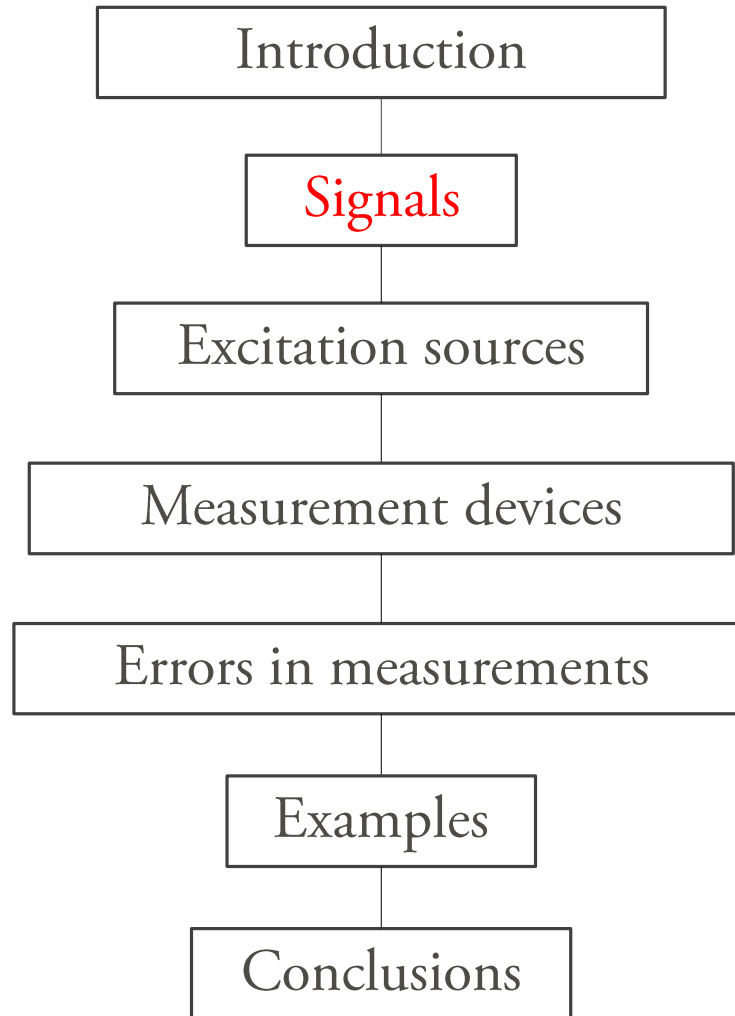 Introduction
Signals
Excitation sources
Measurement devices
Errors in measurements
Examples
Conclusions